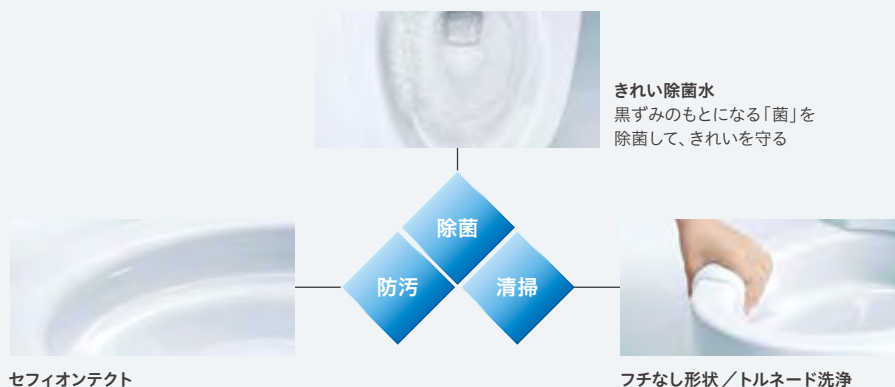 きれい除菌水
黒ずみのもとになる「菌」を
除菌して、きれいを守る
除菌
防汚
清掃
セフィオンテクト
フチなし形状／トルネード洗浄